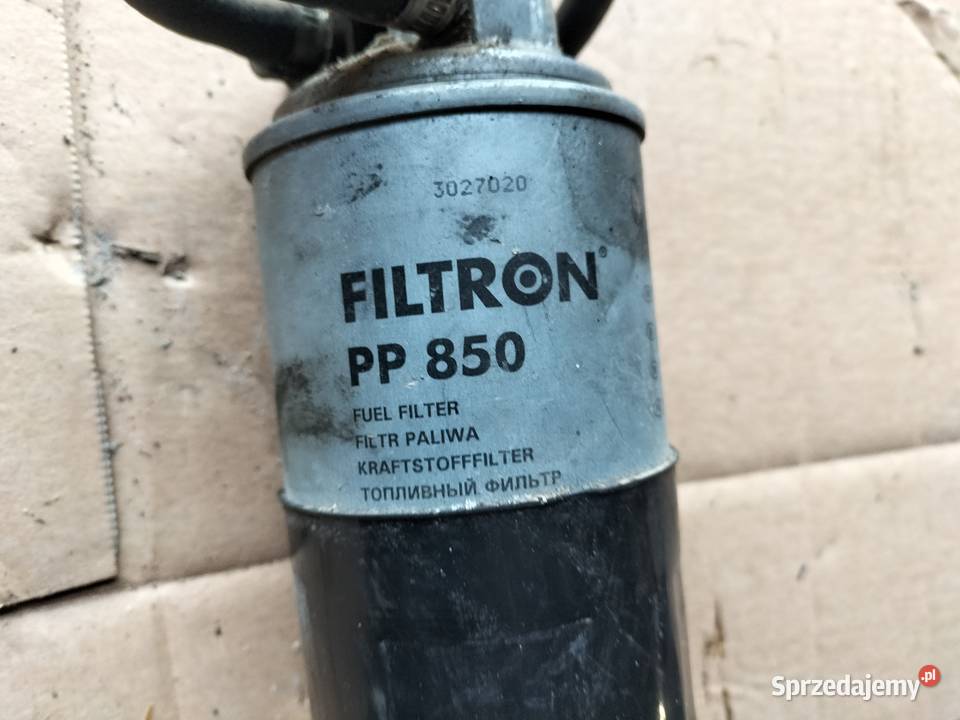 3027020
FILTRON®
PP 850
FUEL FILTER
FILTR PALIWA
KRAFTSTOFFFILTER
ТОПЛИВНЫЙ ФИЛЬТР
Sprzedajemy.pl